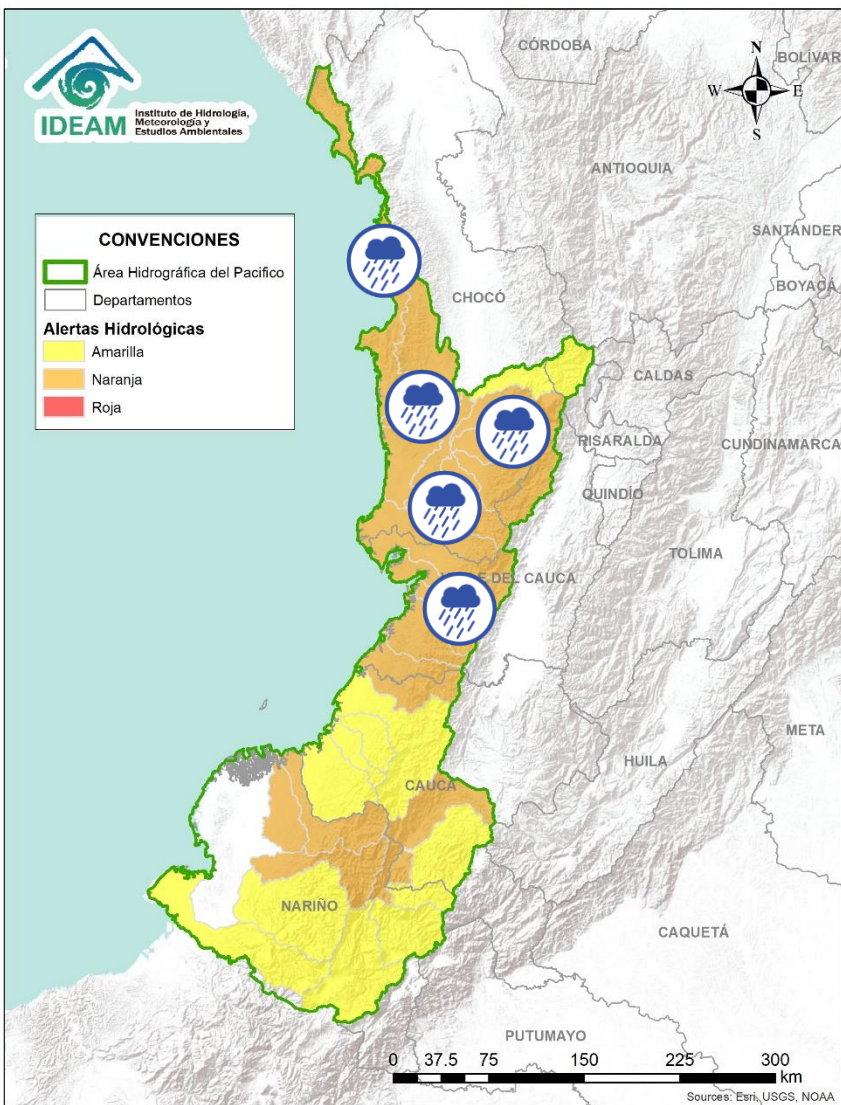 IDEAM
Instituto de Hidrología,
Meteorología y
Estudios Ambientales
N
W
E
S
CÓRDOBA
BOLÍVAR
ANTIOQUIA
SANTÁNDER
BOYACÁ
CONVENCIONES
Área Hidrográfica del Pacifico
Departamentos
Alertas Hidrológicas
Amarilla
Naranja
Roja
CHOCÓ
CALDAS
RISARALDA
CUNDINAMARCA
QUINDÍO
TOLIMA
E DEL CAUCA
META
HUILA
CAUCA
NARIÑO
CAQUETÁ
PUTUMAYO
0 37.5 75 150 225 300
km
Sources: Esri, USGS, NOAA